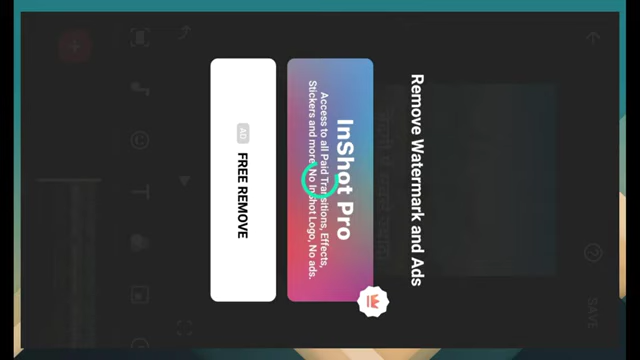 Remove Watermark and Ads
InShot Pro
Access to all Paid Transitions, Effects,
Stickers and more. No InShot Logo, No ads.
AD
FREE REMOVE
SAVE